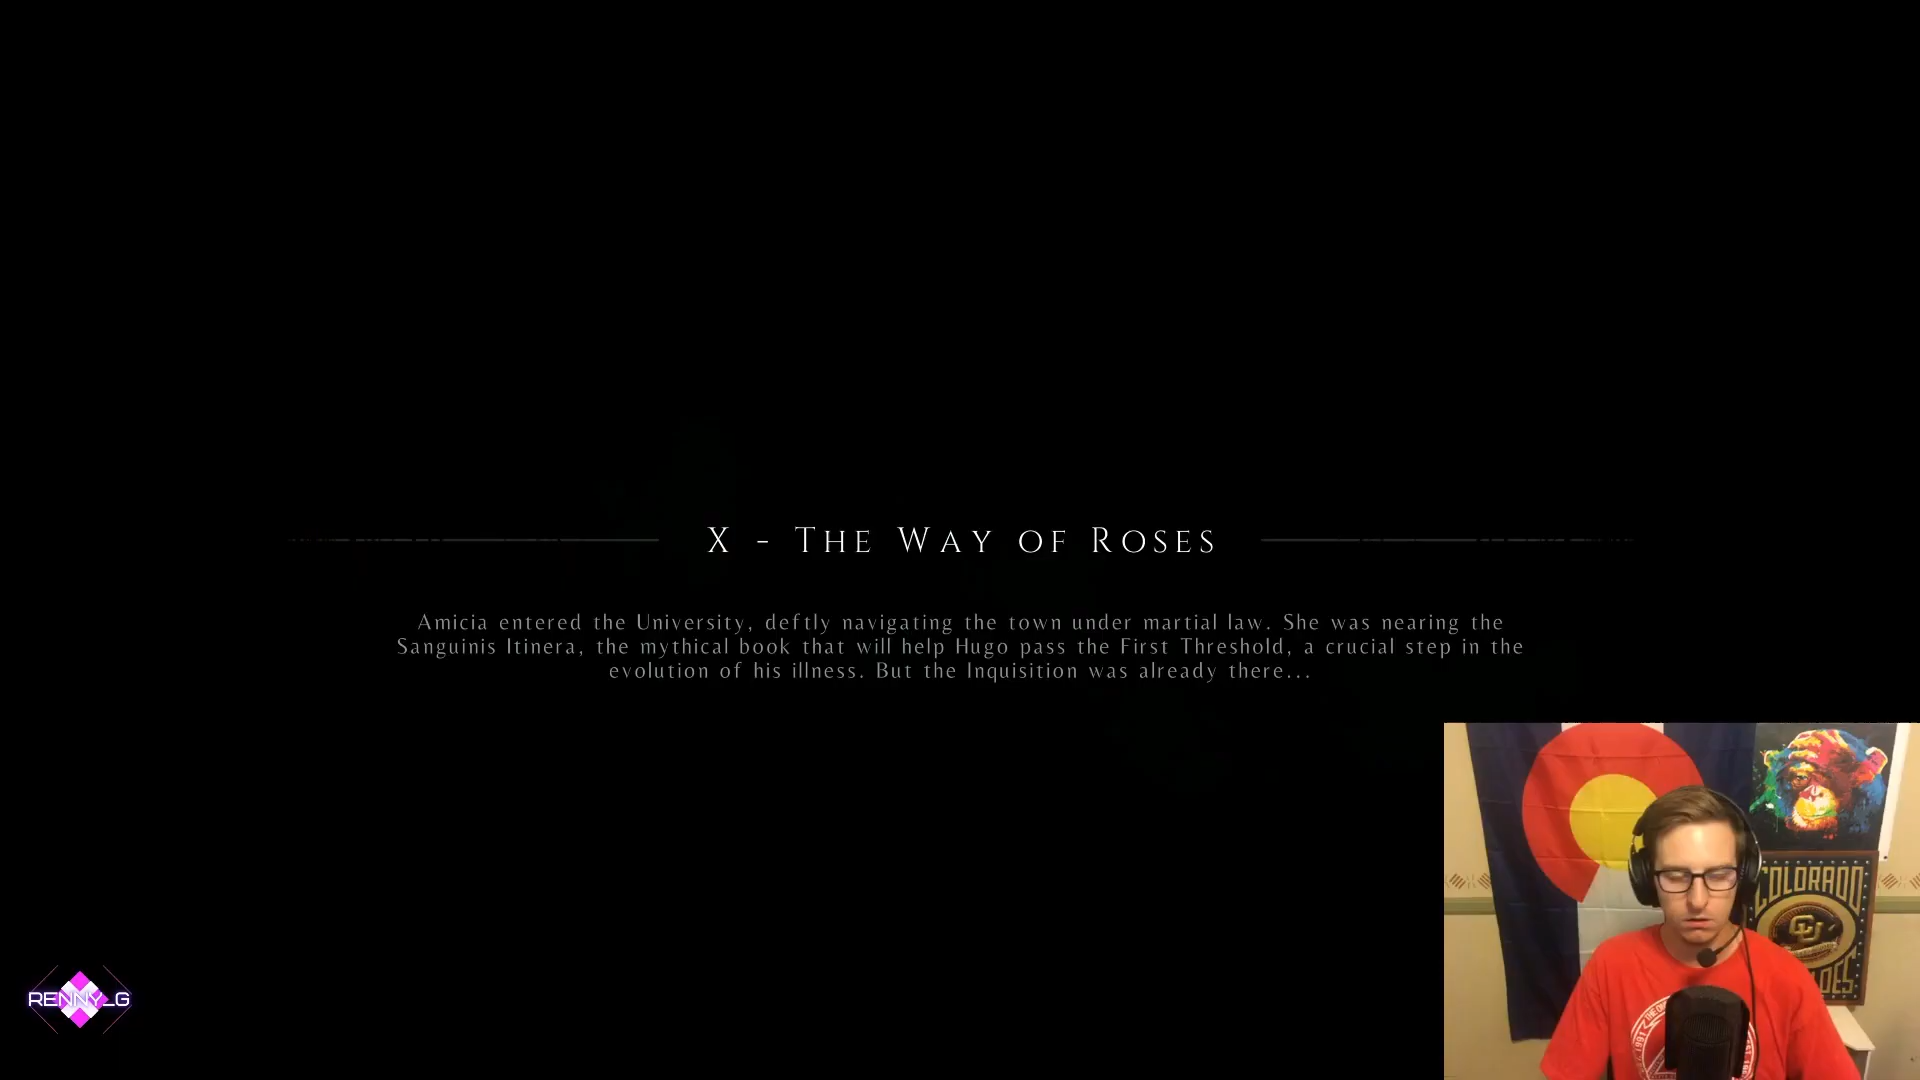 X - The Way of Roses
Amicia entered the University, deftly navigating the town under martial law. She was nearing the
Sanguinis Itinera, the mythical book that will help Hugo pass the First Threshold, a crucial step in the
evolution of his illness. But the Inquisition was already there...
RENNY_G
COLORADO
CU